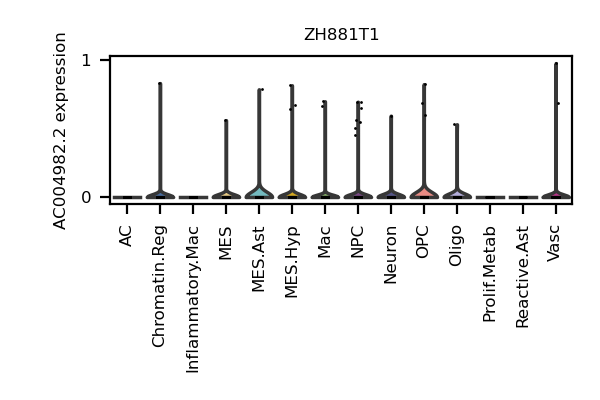 ZH881T1
AC004982.2 expression
1
0
AC
Chromatin.Reg
Inflammatory.Mac
MES
MES.Ast
MES.Hyp
Mac
NPC
Neuron
OPC
Oligo
Prolif.Metab
Reactive.Ast
Vasc